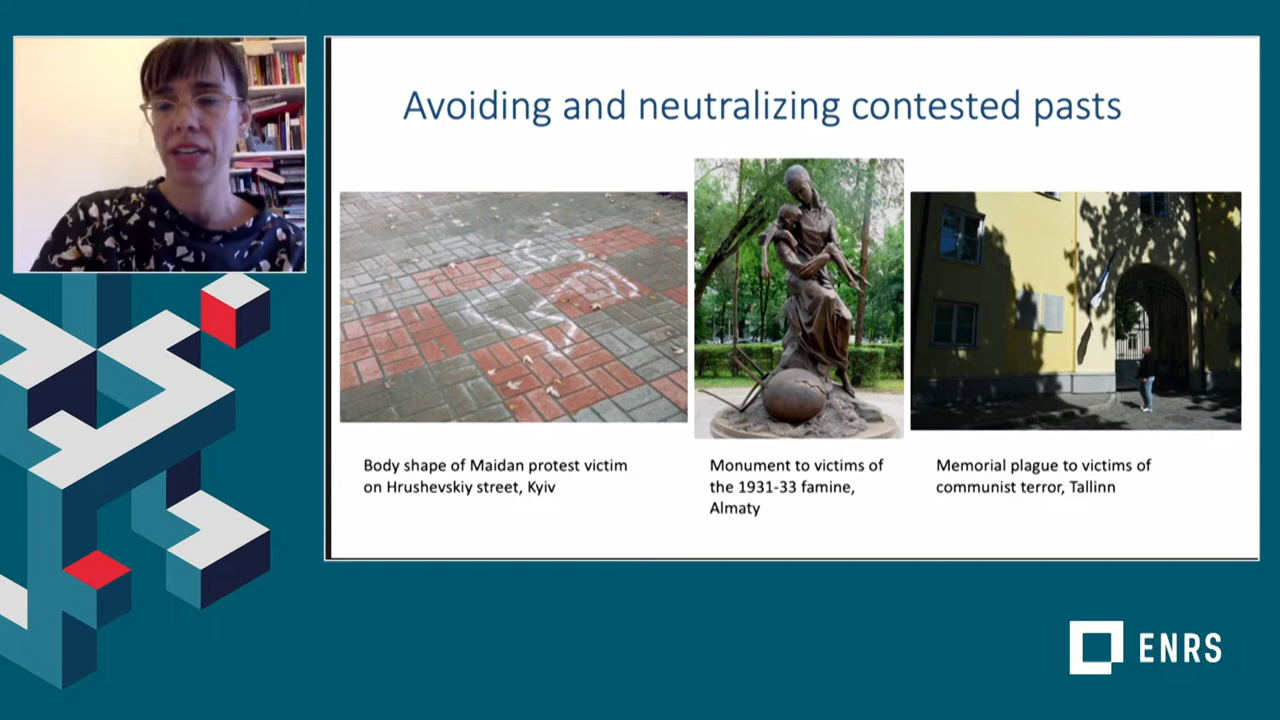 Avoiding and neutralizing contested pasts
Body shape of Maidan protest victim
on Hrushevskiy street, Kyiv
Monument to victims of
the 1931-33 famine,
Almaty
Memorial plague to victims of
communist terror, Tallinn
ENRS